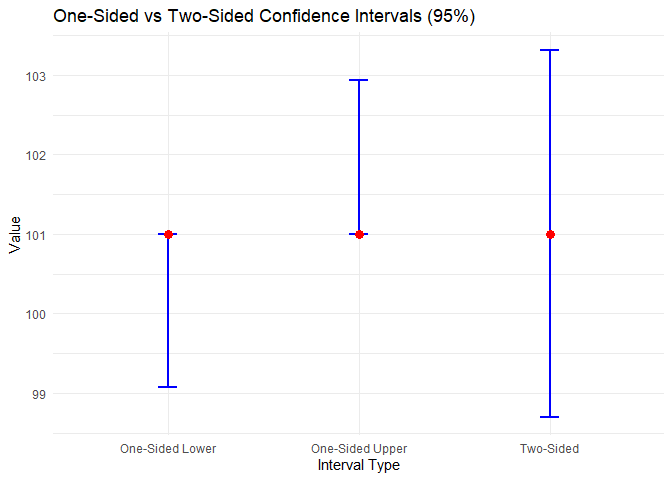 One-Sided vs Two-Sided Confidence Intervals (95%)
103
102
101
100
99
Value
One-Sided Lower
One-Sided Upper
Two-Sided
Interval Type